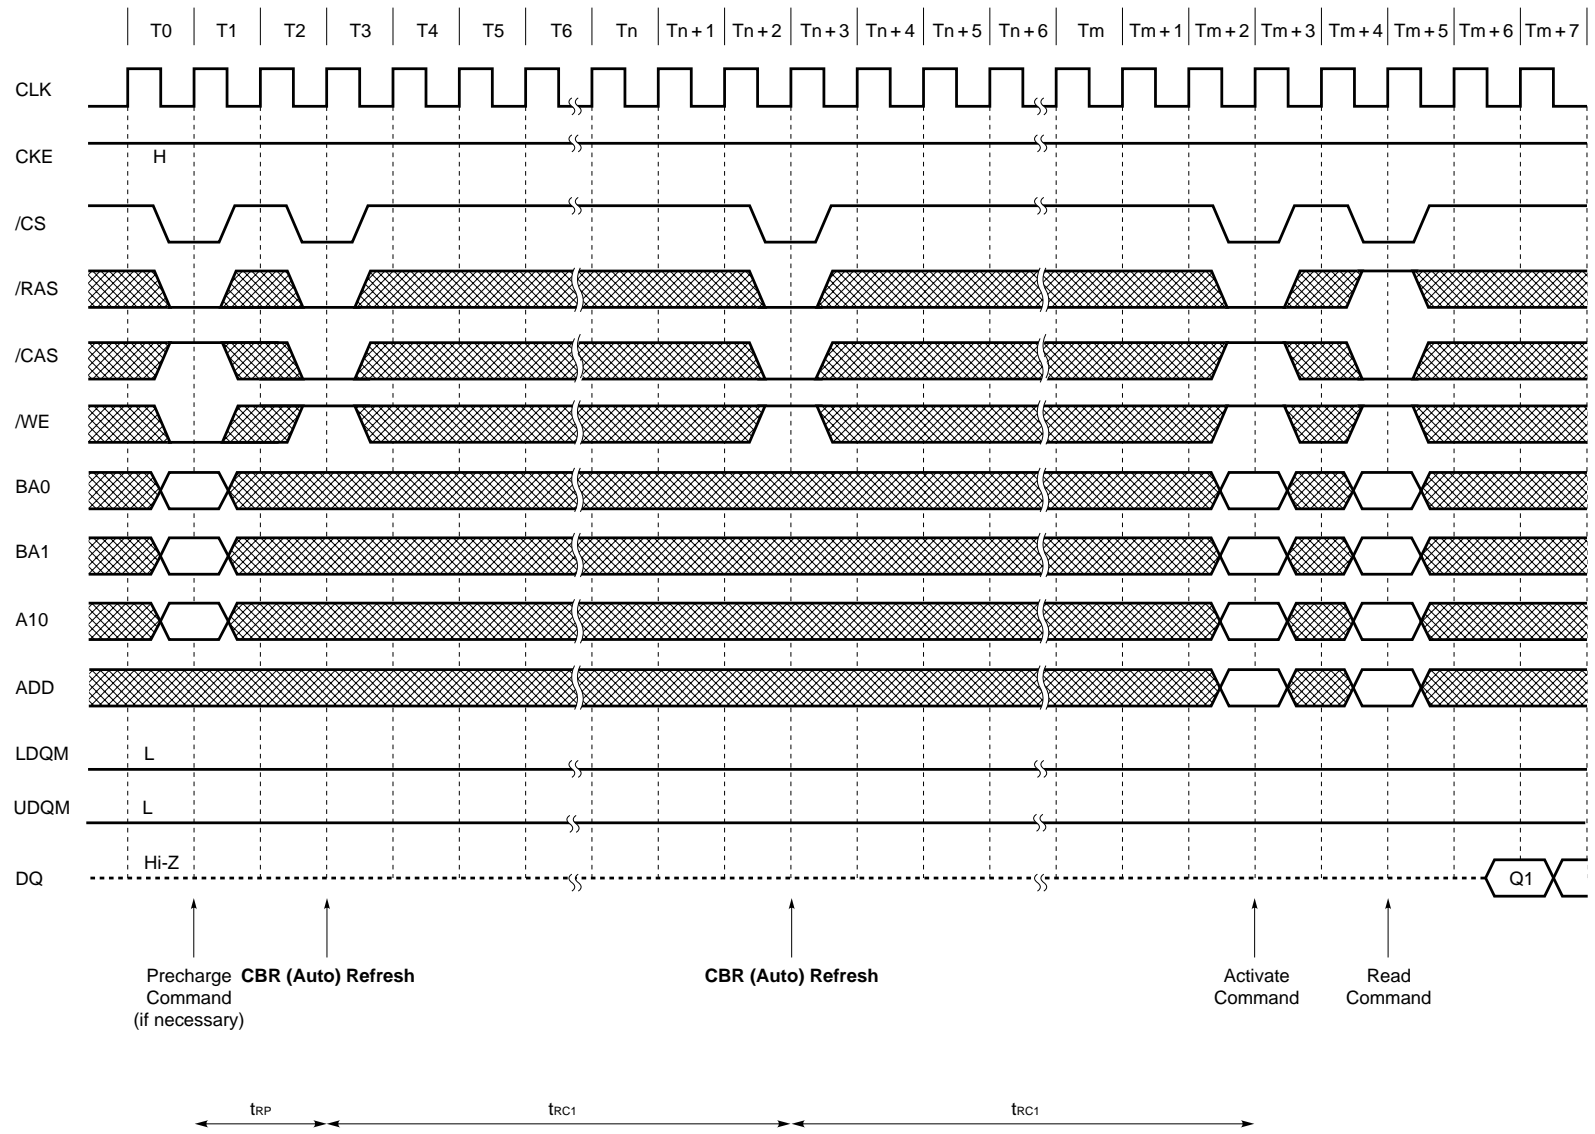 T0 T1 T2 T3 T4 T5 T6 Tn Tn + 1 Tn + 2 Tn + 3 Tn + 4 Tn + 5 Tn + 6 Tm Tm + 1 Tm + 2 Tm + 3 Tm + 4 Tm + 5 Tm + 6 Tm + 7
CLK
CKE H
/CS
/RAS
/CAS
/WE
BA0
BA1
A10
ADD
LDQM L
UDQM L
Hi-Z
DQ Q1
Precharge
Command
(if necessary)
CBR (Auto) Refresh
CBR (Auto) Refresh
Activate
Command
Read
Command
tRP tRC1 tRC1